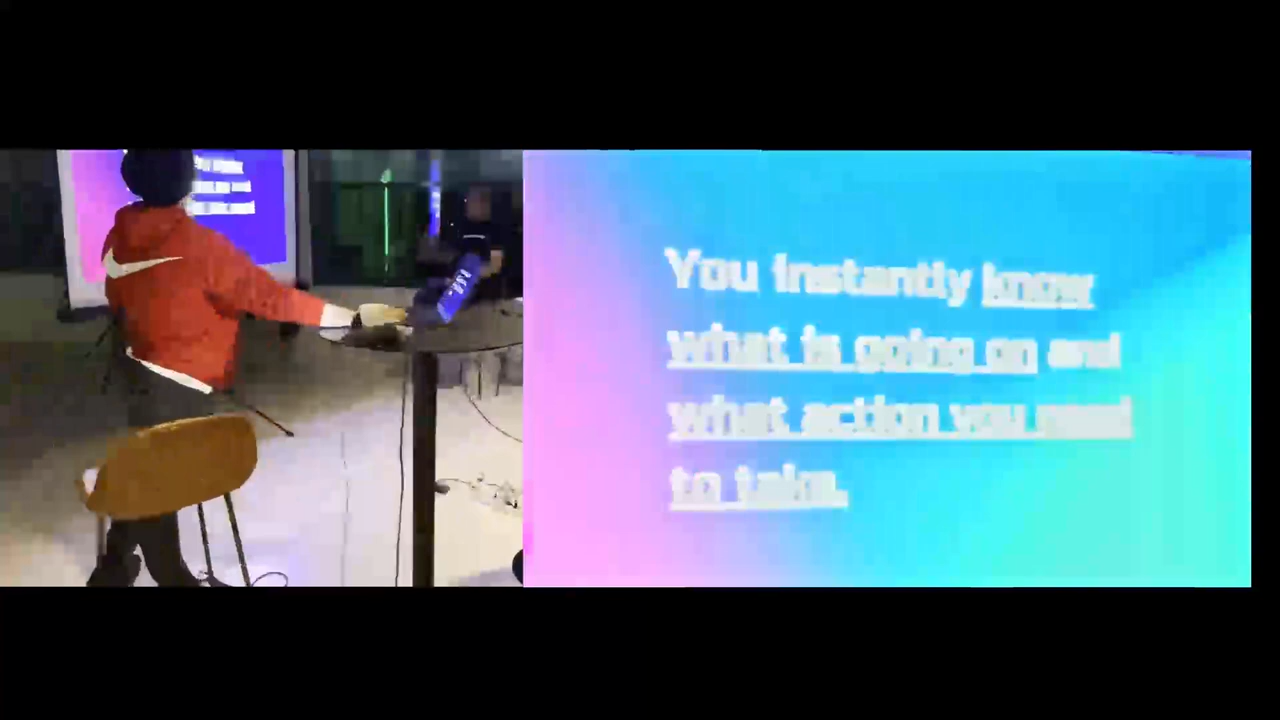 You instantly know
what is going on and
what action you need
to take.